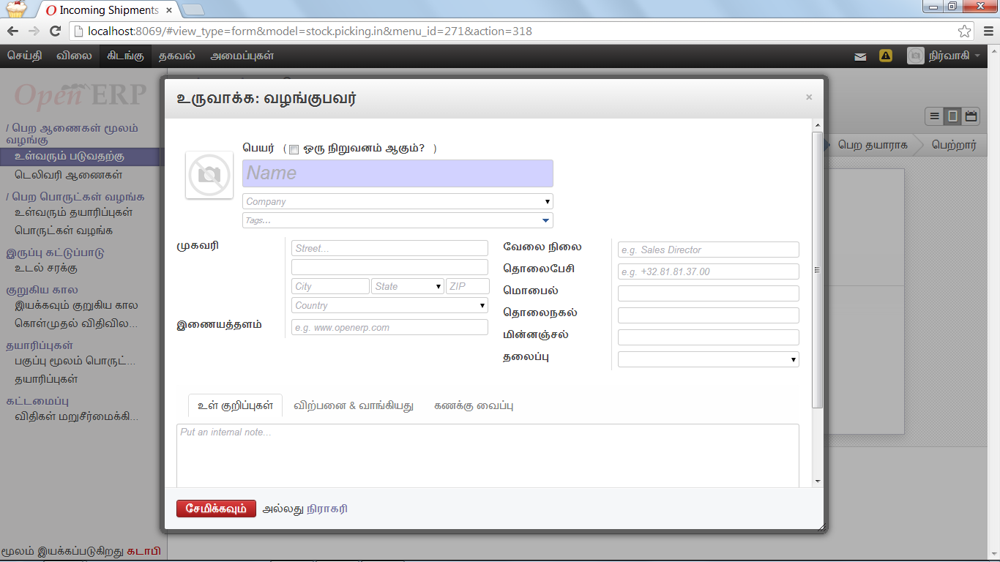 Incoming Shipments
localhost:8069/#view_type=form&model=stock.picking.in&menu_id=271&action=318
செய்தி விலை கிடங்கு தகவல் அமைப்புகள் நிர்வாகி
Open ERP
/ பெற ஆணைகள் மூலம்
வழங்கு
உள்வரும் படுவதற்கு
டெலிவரி ஆணைகள்
/ பெற பொருட்கள் வழங்க
உள்வரும் தயாரிப்புகள்
பொருட்கள் வழங்க
இருப்பு கட்டுப்பாடு
உடல் சரக்கு
குறுகிய கால
இயக்கவும் குறுகிய கால
கொள்முதல் விதிவில...
தயாரிப்புகள்
பகுப்பு மூலம் பொருட்...
தயாரிப்புகள்
கட்டமைப்பு
விதிகள் மறுசீர்மைக்கி...
மூலம் இயக்கப்படுகிறது கடாபி
பெற தயாராக பெற்றார்
உருவாக்க: வழங்குபவர் ×
பெயர் ( ஒரு நிறுவனம் ஆகும்? )
Name
Company
Tags...
முகவரி
Street...
City State ZIP
Country
இணையத்தளம் e.g. www.openerp.com
வேலை நிலை e.g. Sales Director
தொலைபேசி e.g. +32.81.81.37.00
மொபைல்
தொலைநகல்
மின்னஞ்சல்
தலைப்பு
உள் குறிப்புகள் விற்பனை & வாங்கியது கணக்கு வைப்பு
Put an internal note...
சேமிக்கவும் அல்லது நிராகரி